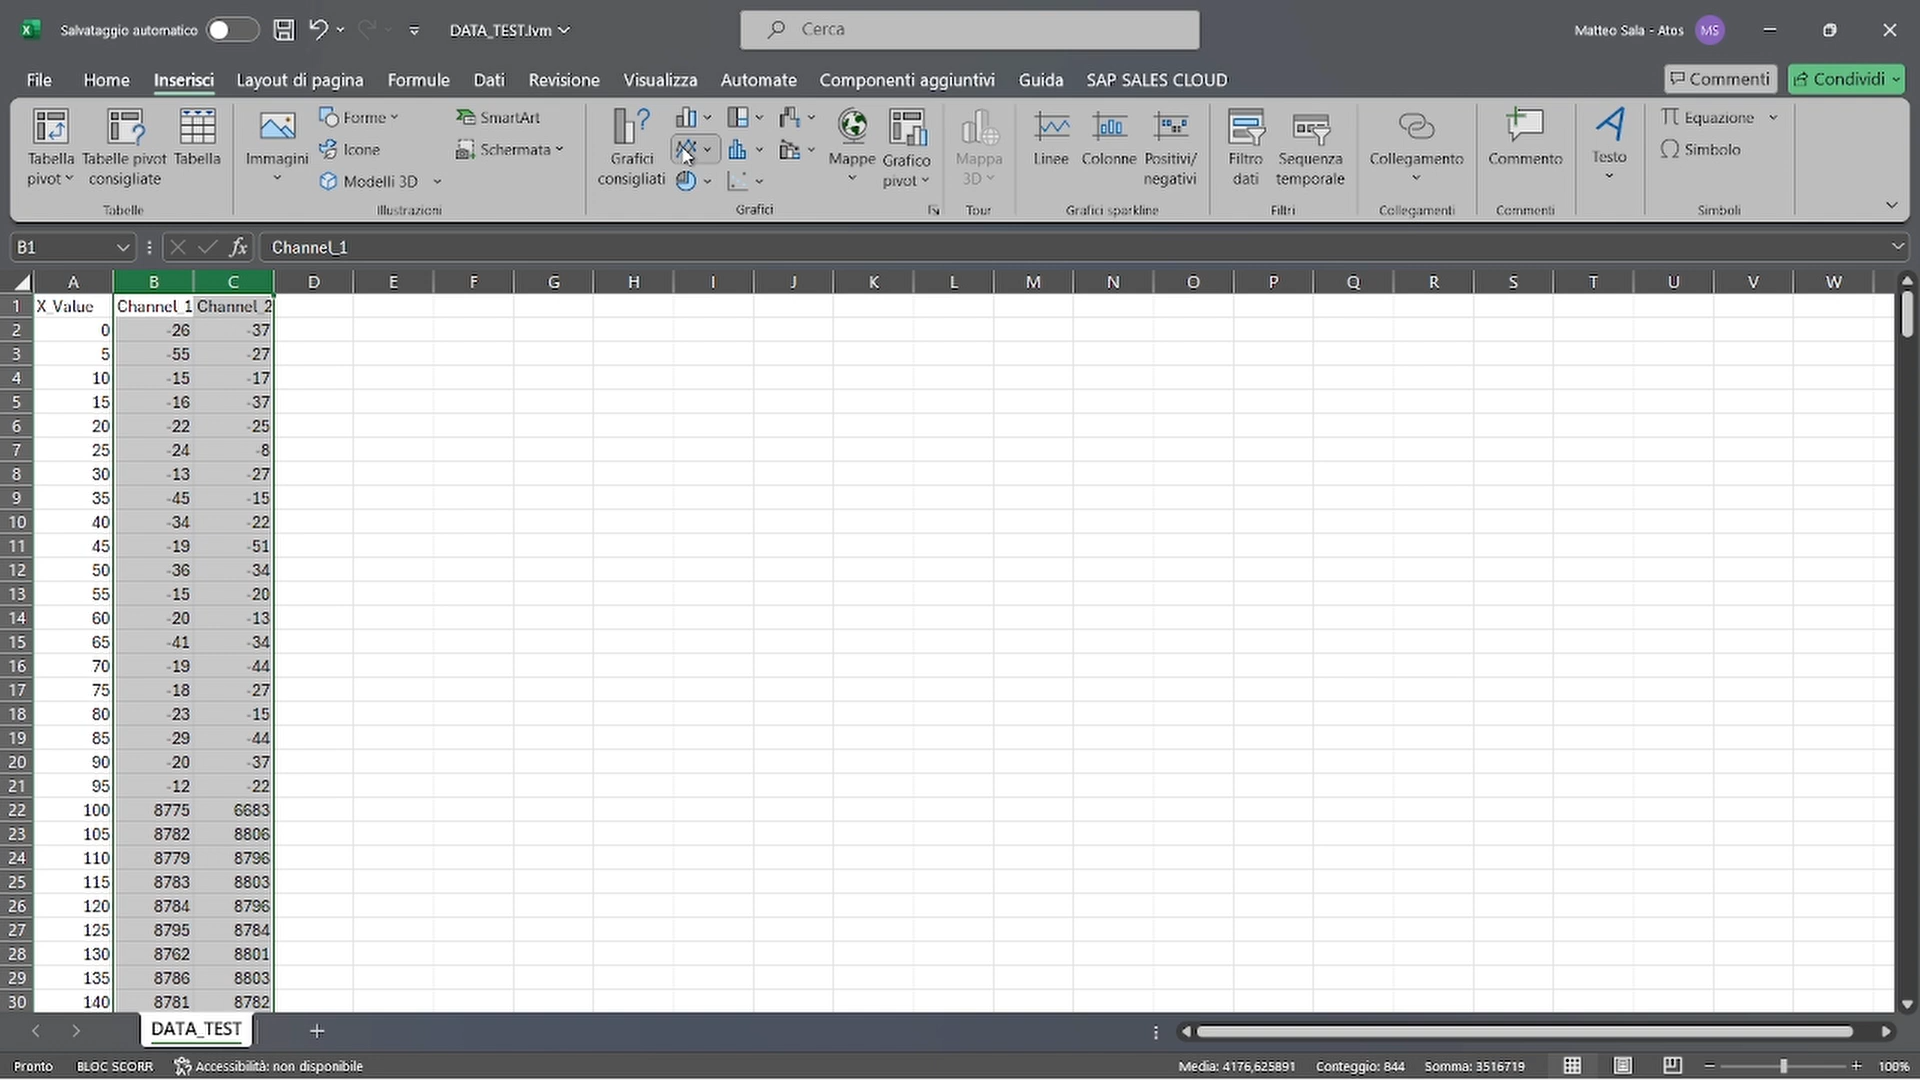 Salvataggio automatico DATA_TEST.lvm Cerca Matteo Sala - Atos MS
File Home Inserisci Layout di pagina Formule Dati Revisione Visualizza Automate Componenti aggiuntivi Guida SAP SALES CLOUD Commenti Condividi
Tabella pivot Tabelle pivot consigliate Tabella Immagini Forme Icone Modelli 3D SmartArt Schermata Grafici consigliati Mappe Grafico pivot Mappa 3D Linee Colonne Positivi/negativi Filtro dati Sequenza temporale Collegamento Commento Testo Equazione Simbolo
Tabelle Illustrazioni Grafici Tour Grafici sparkline Filtri Collegamenti Commenti Simboli
B1 fx Channel_1
A B C D E F G H I J K L M N O P Q R S T U V W
1 X_Value Channel_1 Channel_2
2 0 -26 -37
3 5 -55 -27
4 10 -15 -17
5 15 -16 -37
6 20 -22 -25
7 25 -24 -8
8 30 -13 -27
9 35 -45 -15
10 40 -34 -22
11 45 -19 -51
12 50 -36 -34
13 55 -15 -20
14 60 -20 -13
15 65 -41 -34
16 70 -19 -44
17 75 -18 -27
18 80 -23 -15
19 85 -29 -44
20 90 -20 -37
21 95 -12 -22
22 100 8775 6683
23 105 8782 8806
24 110 8779 8796
25 115 8783 8803
26 120 8784 8796
27 125 8795 8784
28 130 8762 8801
29 135 8786 8803
30 140 8781 8782
DATA_TEST
Pronto BLOC SCORR Accessibilità: non disponibile Media: 4176,625891 Conteggio: 844 Somma: 3516719 100%